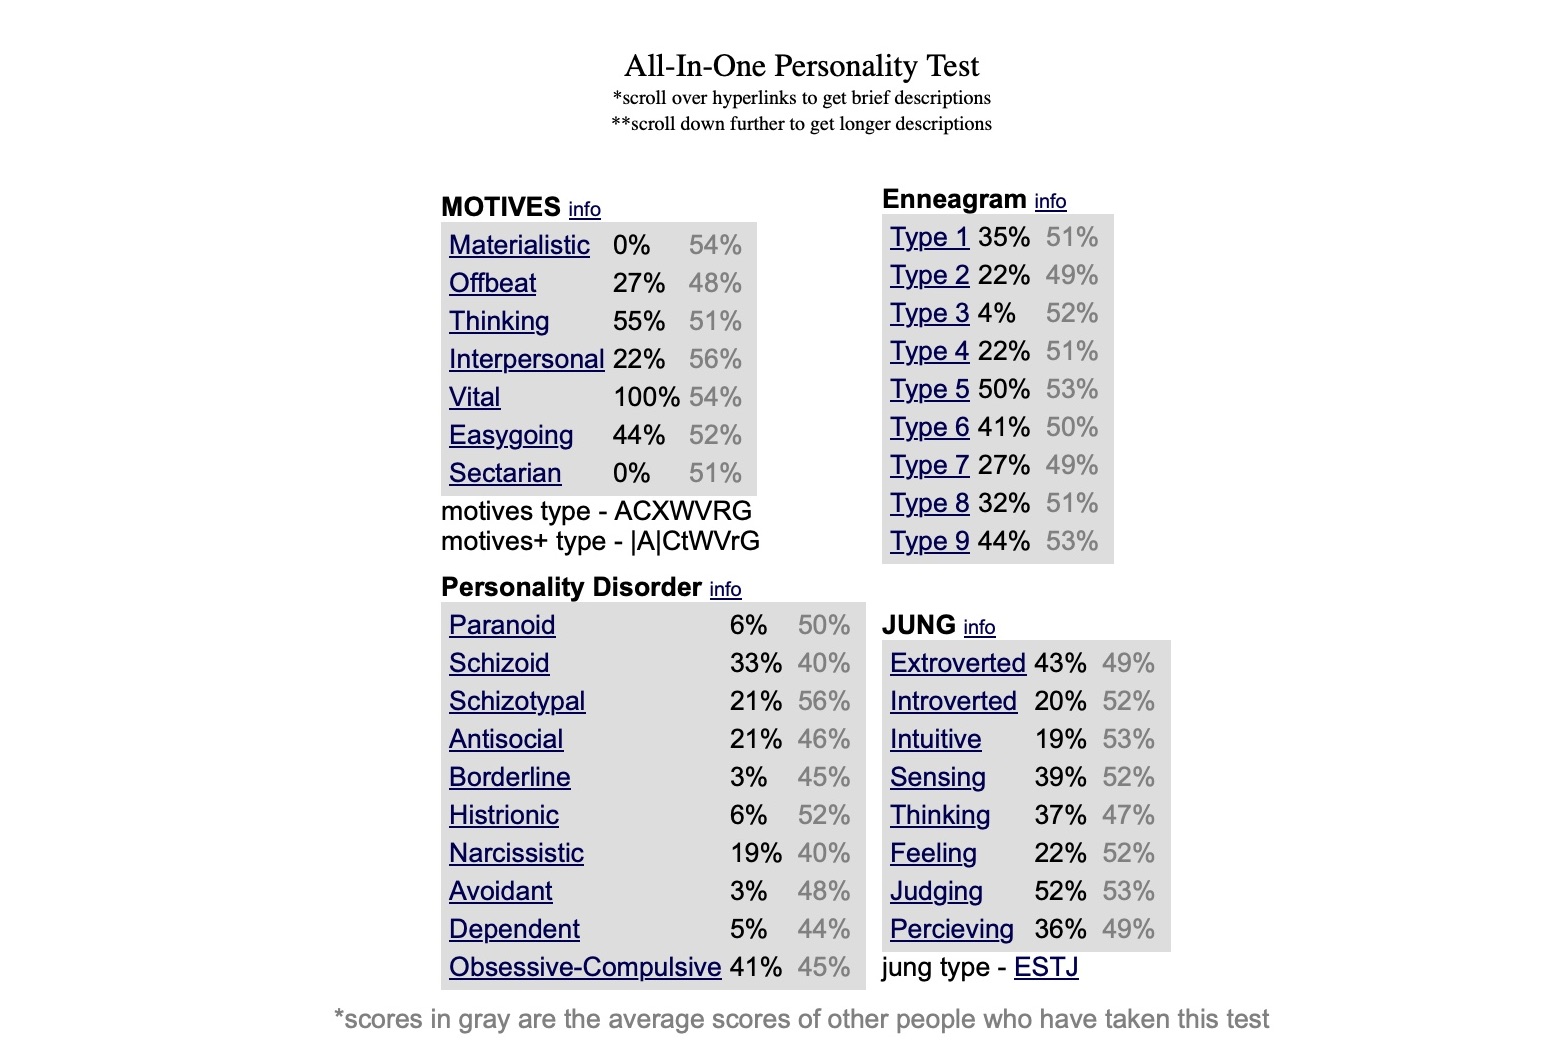 All-In-One Personality Test
*scroll over hyperlinks to get brief descriptions
**scroll down further to get longer descriptions
MOTIVES info
Materialistic 0% 54%
Offbeat 27% 48%
Thinking 55% 51%
Interpersonal 22% 56%
Vital 100% 54%
Easygoing 44% 52%
Sectarian 0% 51%
motives type - ACXWVRG
motives+ type - |A|CtWVrG
Enneagram info
Type 1 35% 51%
Type 2 22% 49%
Type 3 4% 52%
Type 4 22% 51%
Type 5 50% 53%
Type 6 41% 50%
Type 7 27% 49%
Type 8 32% 51%
Type 9 44% 53%
Personality Disorder info
Paranoid 6% 50%
Schizoid 33% 40%
Schizotypal 21% 56%
Antisocial 21% 46%
Borderline 3% 45%
Histrionic 6% 52%
Narcissistic 19% 40%
Avoidant 3% 48%
Dependent 5% 44%
Obsessive-Compulsive 41% 45%
JUNG info
Extroverted 43% 49%
Introverted 20% 52%
Intuitive 19% 53%
Sensing 39% 52%
Thinking 37% 47%
Feeling 22% 52%
Judging 52% 53%
Percieving 36% 49%
jung type - ESTJ
*scores in gray are the average scores of other people who have taken this test